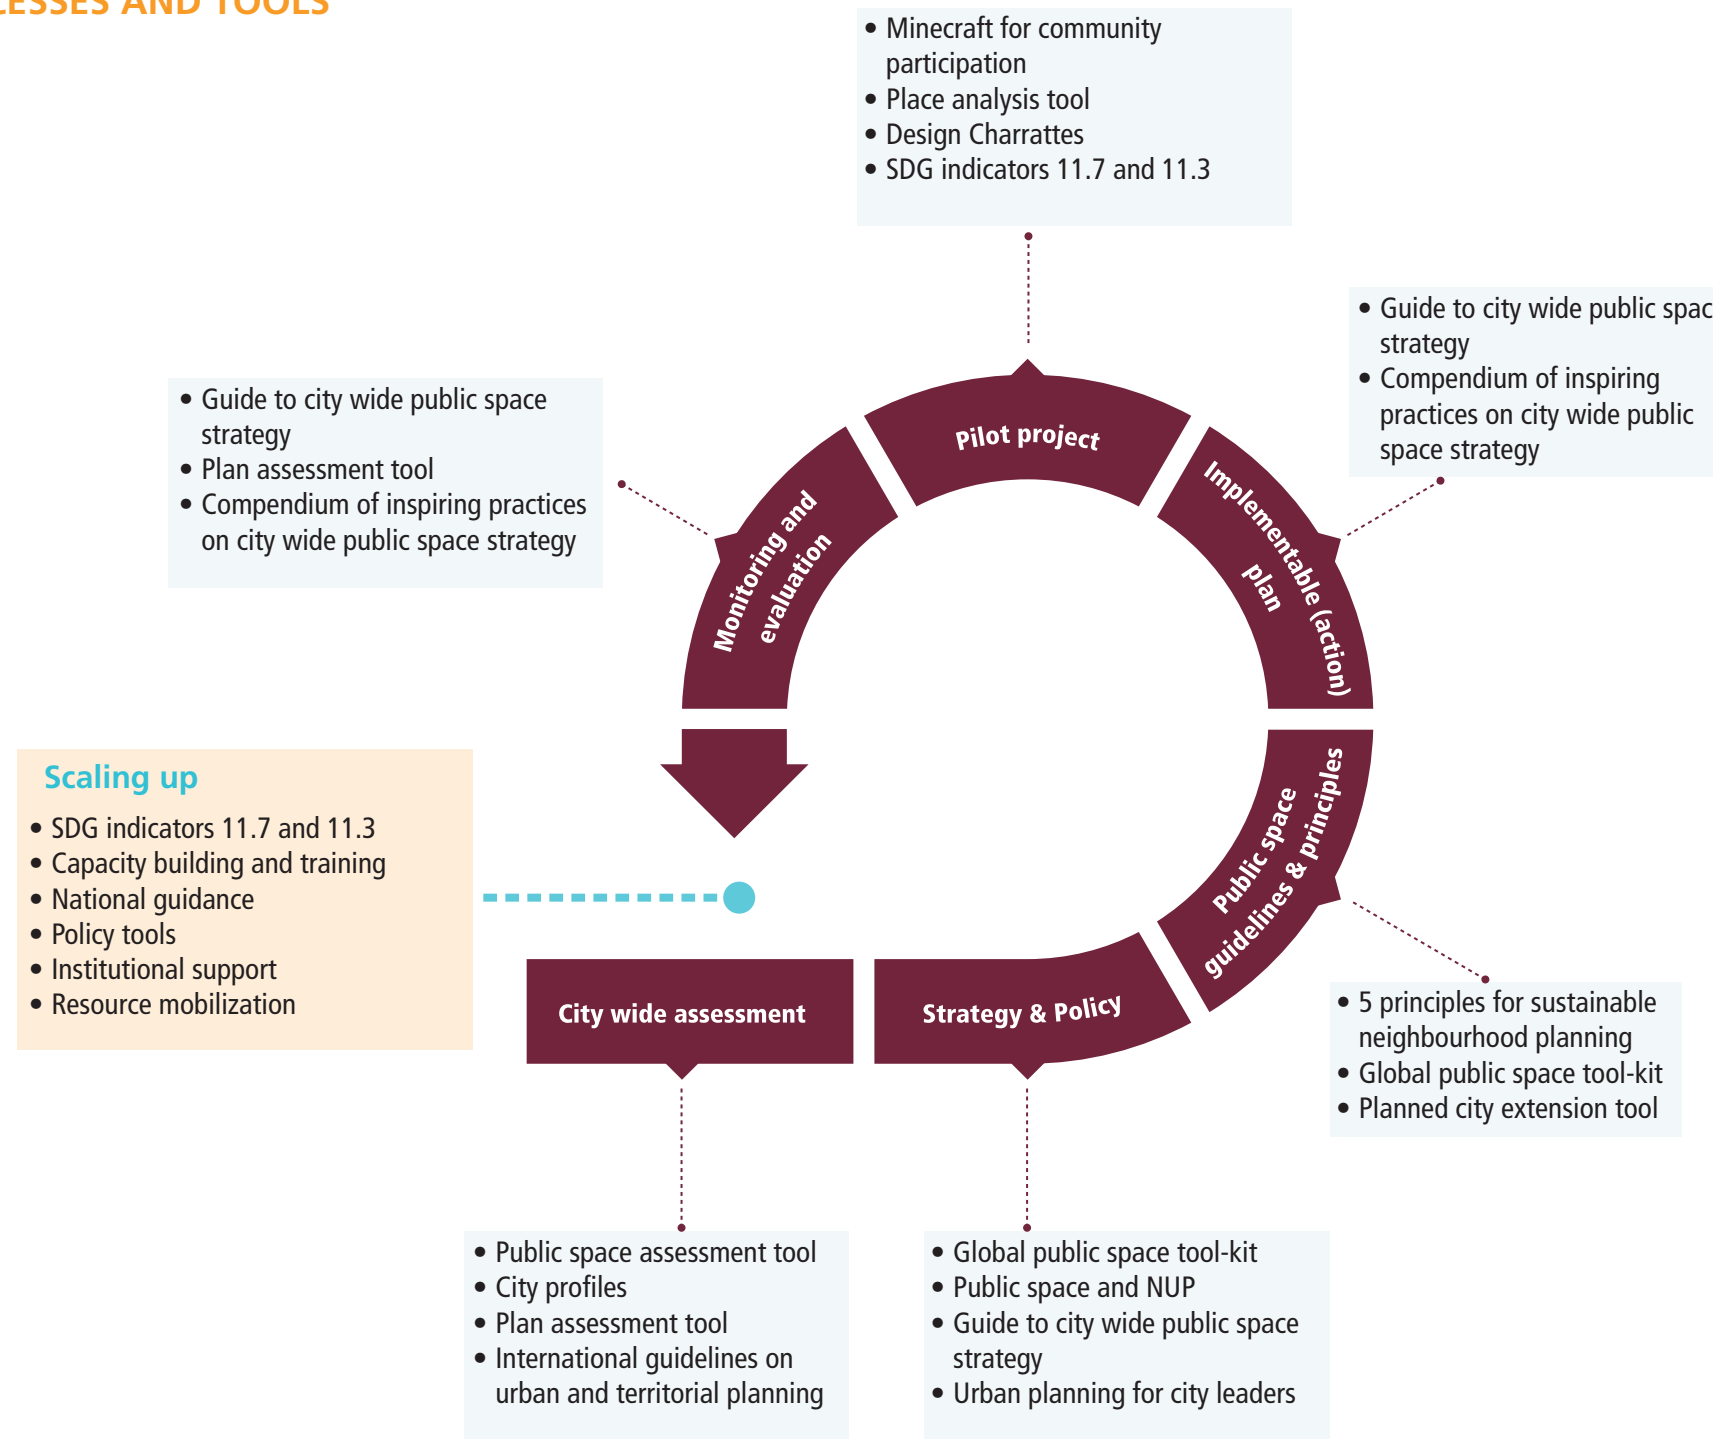 CESSES AND TOOLS
• Minecraft for community
participation
• Place analysis tool
• Design Charrattes
• SDG indicators 11.7 and 11.3
• Guide to city wide public spac
strategy
• Compendium of inspiring
practices on city wide public
space strategy
• Guide to city wide public space
strategy
• Plan assessment tool
• Compendium of inspiring practices
on city wide public space strategy
Pilot project
Implementable (action)
plan
Monitoring and
evaluation
Public space
guidelines & principles
Scaling up
• SDG indicators 11.7 and 11.3
• Capacity building and training
• National guidance
• Policy tools
• Institutional support
• Resource mobilization
City wide assessment
Strategy & Policy
• 5 principles for sustainable
neighbourhood planning
• Global public space tool-kit
• Planned city extension tool
• Public space assessment tool
• City profiles
• Plan assessment tool
• International guidelines on
urban and territorial planning
• Global public space tool-kit
• Public space and NUP
• Guide to city wide public space
strategy
• Urban planning for city leaders